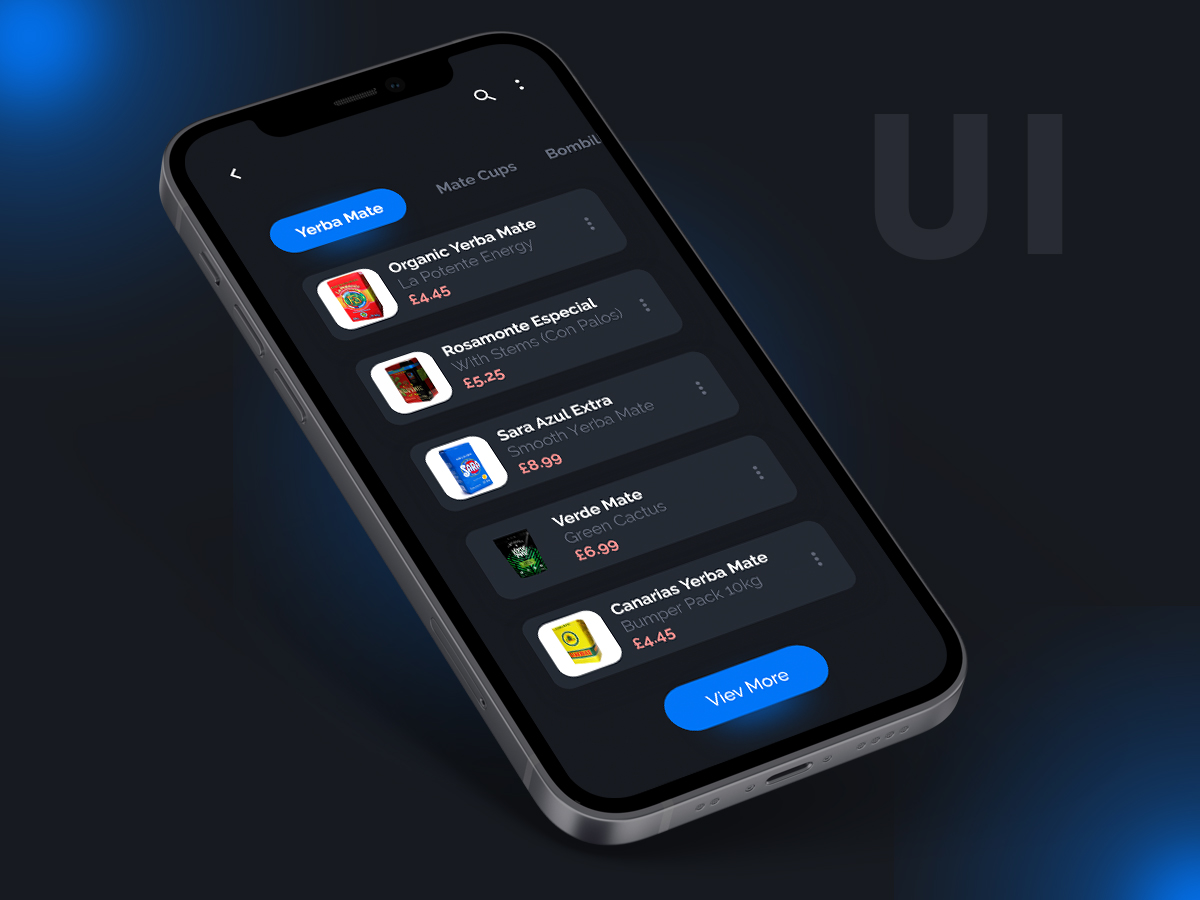 UI
Yerba Mate
Mate Cups
Bombil
Organic Yerba Mate
La Potente Energy
£4.45
Rosamonte Especial
With Stems (Con Palos)
£5.25
Sara Azul Extra
Smooth Yerba Mate
£8.99
SARA
Verde Mate
Green Cactus
£6.99
Canarias Yerba Mate
Bumper Pack 10kg
£4.45
Viev More